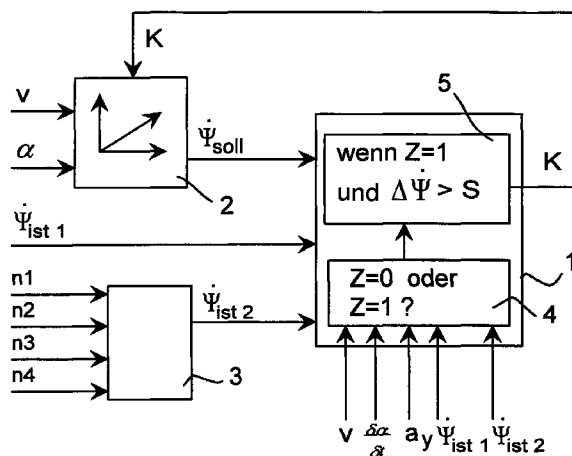 K
v
α
2
Ψ̇soll
Ψ̇ist 1
n1
n2
n3
n4
3
Ψ̇ist 2
5
wenn Z=1
und ΔΨ̇ > S
K
1
Z=0 oder
Z=1 ?
4
v δα/δt ay Ψ̇ist 1 Ψ̇ist 2